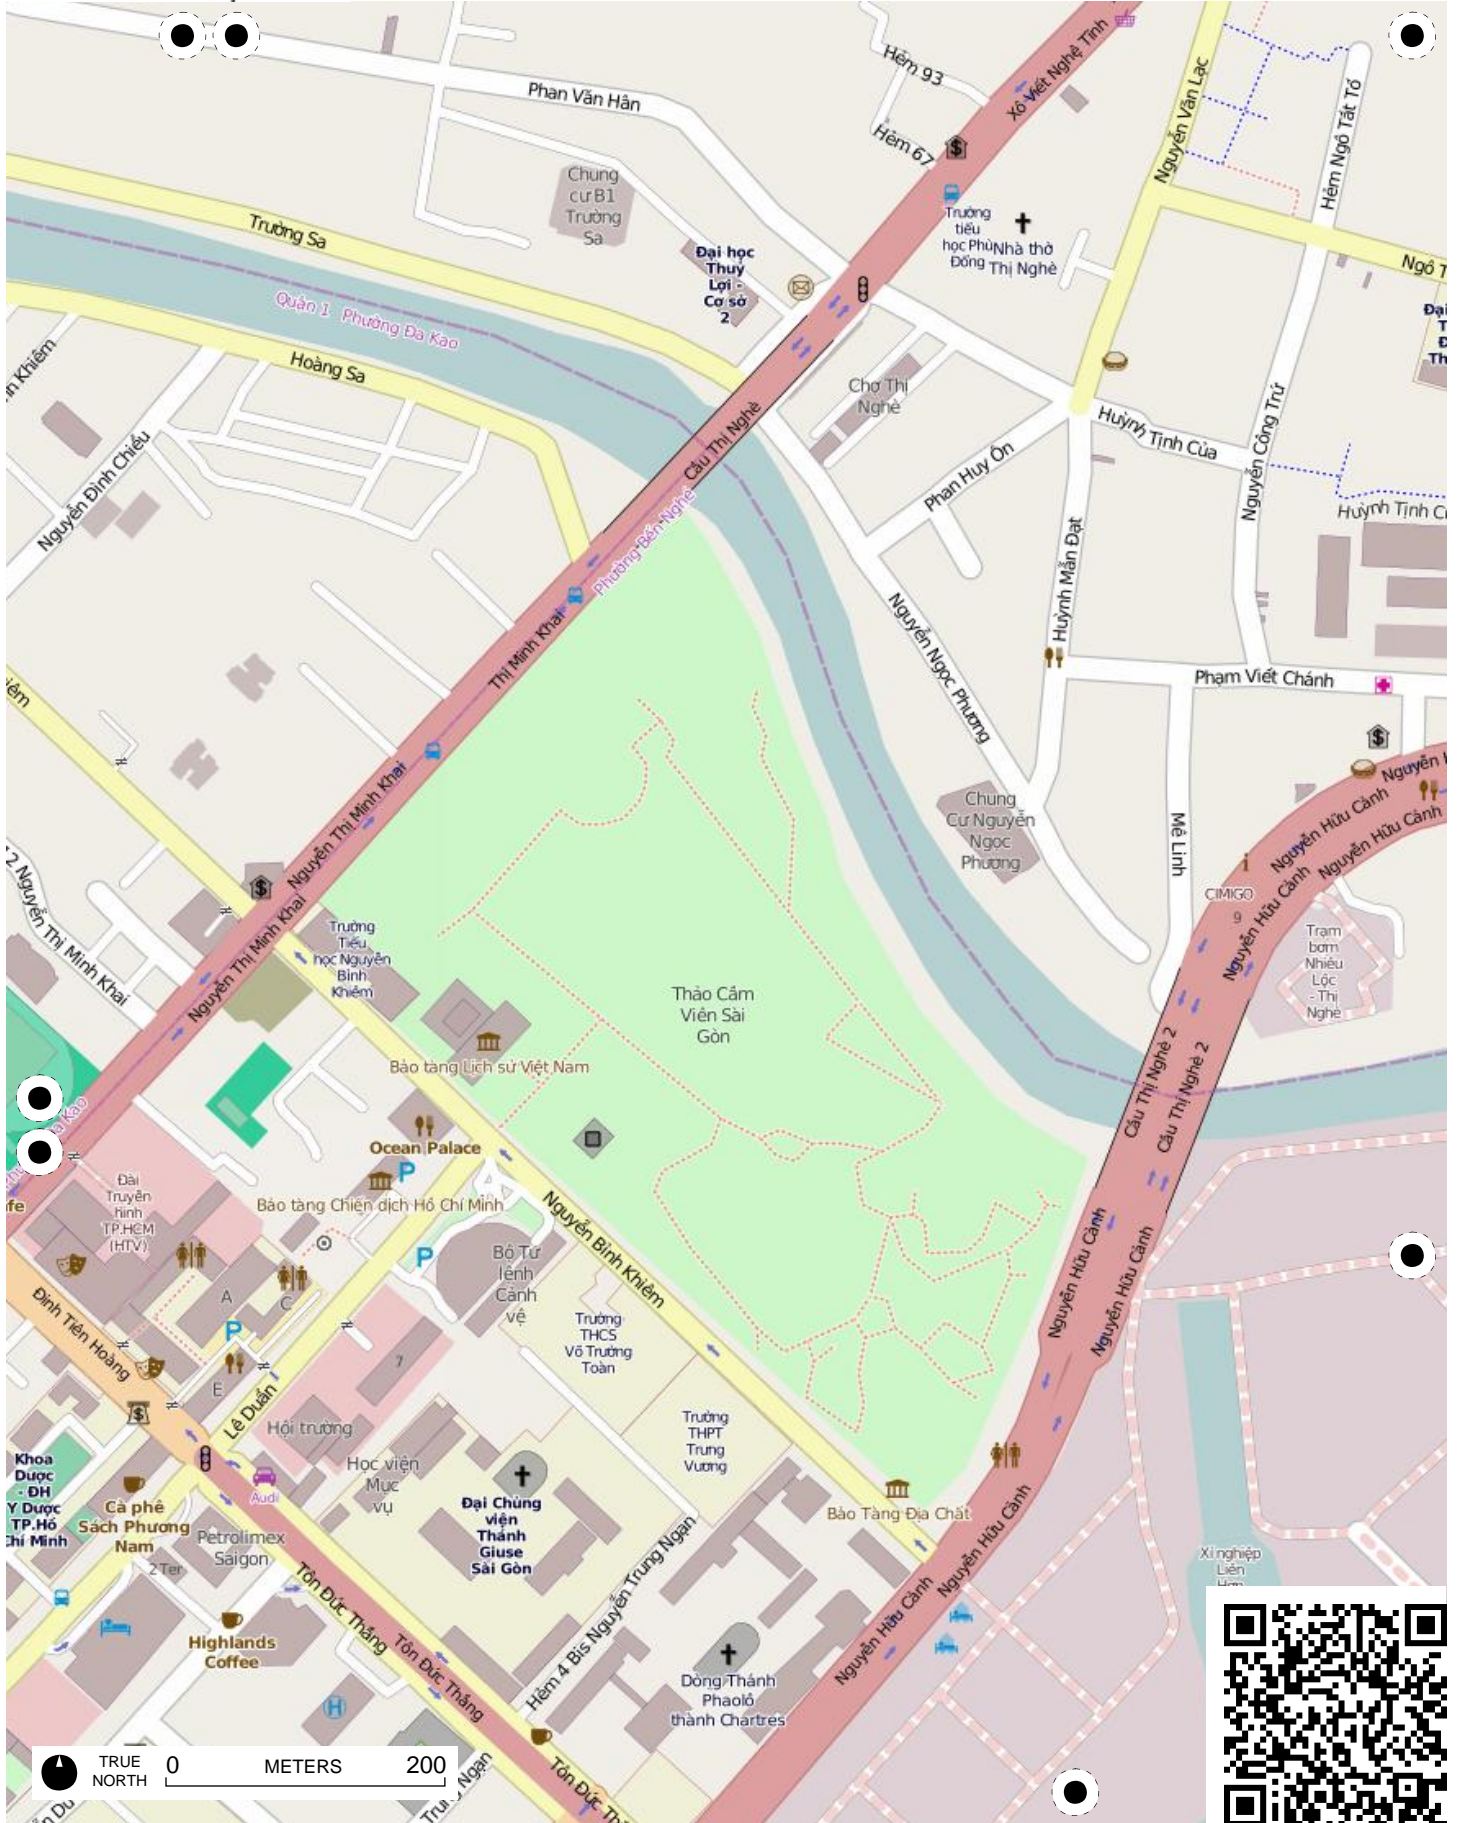 Phan Văn Hân
Hẻm 93
Xô Viết Nghệ Tĩnh
Nguyễn Văn Lạc
Hẻm Ngô Tất Tố
Hẻm 67
Chung
cư B1
Trường
Sa
Trường Sa
Trường
tiểu
học Phù
Đổng
Nhà thờ
Thị Nghè
Đại học
Thuỷ
Lợi -
Cơ sở
2
Ngô T
Quận 1 Phường Đa Kao
Hoàng Sa
Chợ Thị
Nghè
Cầu Thị Nghè
Huỳnh Tịnh Của
Nguyễn Công Trứ
Phan Huy Ôn
Nguyễn Đình Chiểu
Phường Bến Nghé
Huỳnh Mẫn Đạt
Thị Minh Khai
Nguyễn Ngọc Phương
Phạm Viết Chánh
Nguyễn Thị Minh Khai
Chung
Cư Nguyễn
Ngọc
Phương
Mê Linh
Nguyễn Hữu Cảnh
Nguyễn Hữu Cảnh
CIMIGO
9
Nguyễn Hữu Cảnh
Trạm
bơm
Nhiêu
Lộc
- Thị
Nghè
2 Nguyễn Thị Minh Khai
Nguyễn Thị Minh Khai
Trường
Tiểu
học Nguyễn
Bỉnh
Khiêm
Thảo Cầm
Viên Sài
Gòn
Bảo tàng Lịch sử Việt Nam
Cầu Thị Nghè 2
Cầu Thị Nghè 2
Ocean Palace
Bảo tàng Chiến dịch Hồ Chí Minh
Đài
Truyền
hình
TP.HCM
(HTV)
Nguyễn Bỉnh Khiêm
Bộ Tư
lệnh
Cảnh
vệ
Nguyễn Hữu Cảnh
Nguyễn Hữu Cảnh
A
C
E
7
Đinh Tiên Hoàng
Lê Duẩn
Trường
THCS
Võ Trường
Toàn
Hội trường
Trường
THPT
Trưng
Vương
Học viện
Mục
vụ
Khoa
Dược
- ĐH
Y Dược
TP.Hồ
Chí Minh
Cà phê
Sách Phương
Nam
Audi
Petrolimex
Saigon
2 Ter
Đại Chủng
viện
Thánh
Giuse
Sài Gòn
Bảo Tàng Địa Chất
Nguyễn Hữu Cảnh
Xí nghiệp
Liên
Tôn Đức Thắng
Tôn Đức Thắng
Hẻm 4 Bis Nguyễn Trung Ngạn
Nguyễn Hữu Cảnh
Highlands
Coffee
Dòng Thánh
Phaolô
thành Chartres
TRUE
NORTH
0 METERS 200